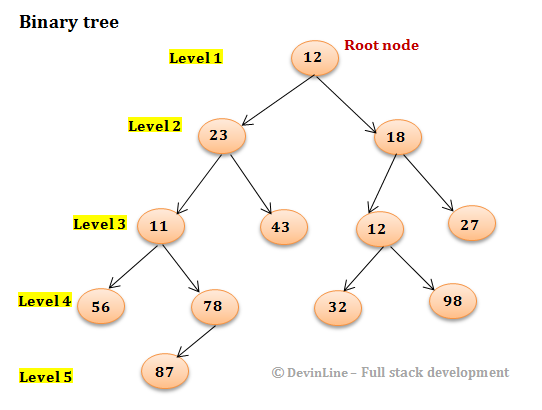 Binary tree
Root node
Level 1
12
Level 2
23
18
Level 3
11
43
12
27
Level 4
56
78
32
98
Level 5
87
© DevinLine – Full stack development